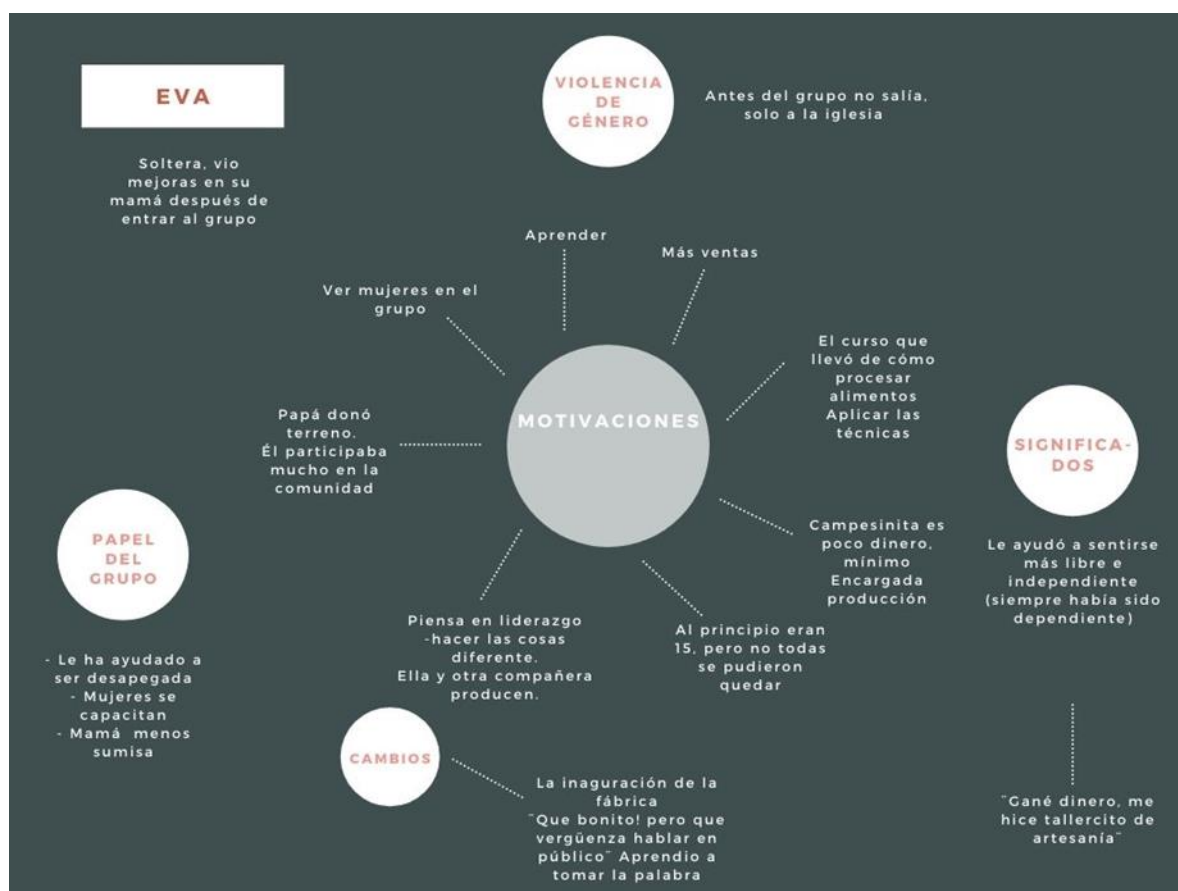 EVA
Soltera, vio
mejoras en su
mamá después de
entrar al grupo
VIOLENCIA
DE
GÉNERO
Antes del grupo no salía,
solo a la iglesia
Aprender
Más ventas
Ver mujeres en el
grupo
El curso que
llevó de cómo
procesar
alimentos
Aplicar las
técnicas
MOTIVACIONES
Papá donó
terreno.
Él participaba
mucho en la
comunidad
SIGNIFICA-
DOS
Le ayudó a sentirse
más libre e
independiente
(siempre había sido
dependiente)
PAPEL
DEL
GRUPO
- Le ha ayudado a
ser desapegada
- Mujeres se
capacitan
- Mamá menos
sumisa
Campesinita es
poco dinero,
mínimo
Encargada
producción
Piensa en liderazgo
-hacer las cosas
diferente.
Ella y otra compañera
producen.
Al principio eran
15, pero no todas
se pudieron
quedar
CAMBIOS
La inaguración de la
fábrica
¨Que bonito! pero que
vergüenza hablar en
público¨ Aprendio a
tomar la palabra
¨Gané dinero, me
hice tallercito de
artesanía¨